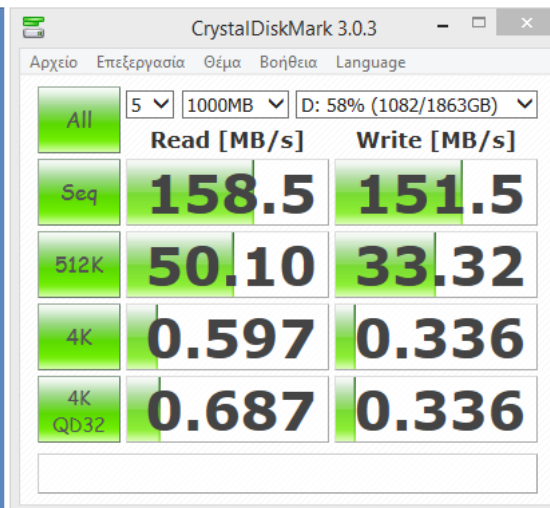 CrystalDiskMark 3.0.3
Αρχείο Επεξεργασία Θέμα Βοήθεια Language
All 5 1000MB D: 58% (1082/1863GB)
Read [MB/s] Write [MB/s]
Seq 158.5 151.5
512K 50.10 33.32
4K 0.597 0.336
4K QD32 0.687 0.336